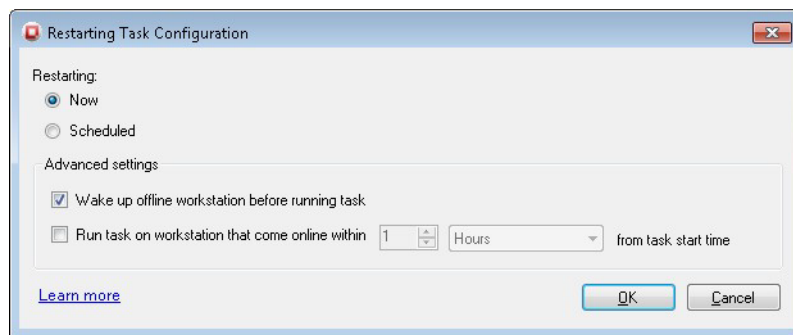 Restarting Task Configuration
Restarting:
Now
Scheduled
Advanced settings
Wake up offline workstation before running task
Run task on workstation that come online within 1 Hours from task start time
Learn more OK Cancel